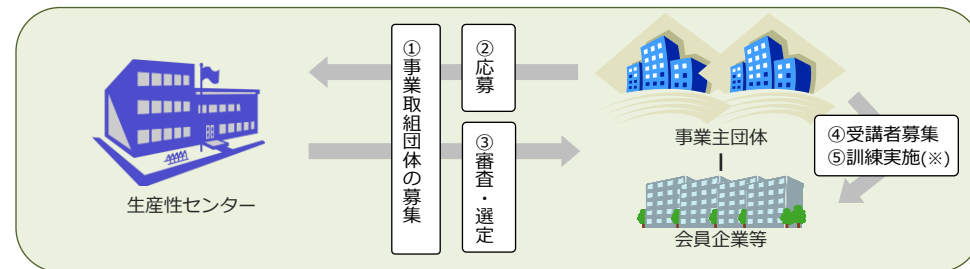 ①事業取組団体の募集
②応募
③審査・選定
生産性センター
事業主団体
会員企業等
④受講者募集
⑤訓練実施(※)